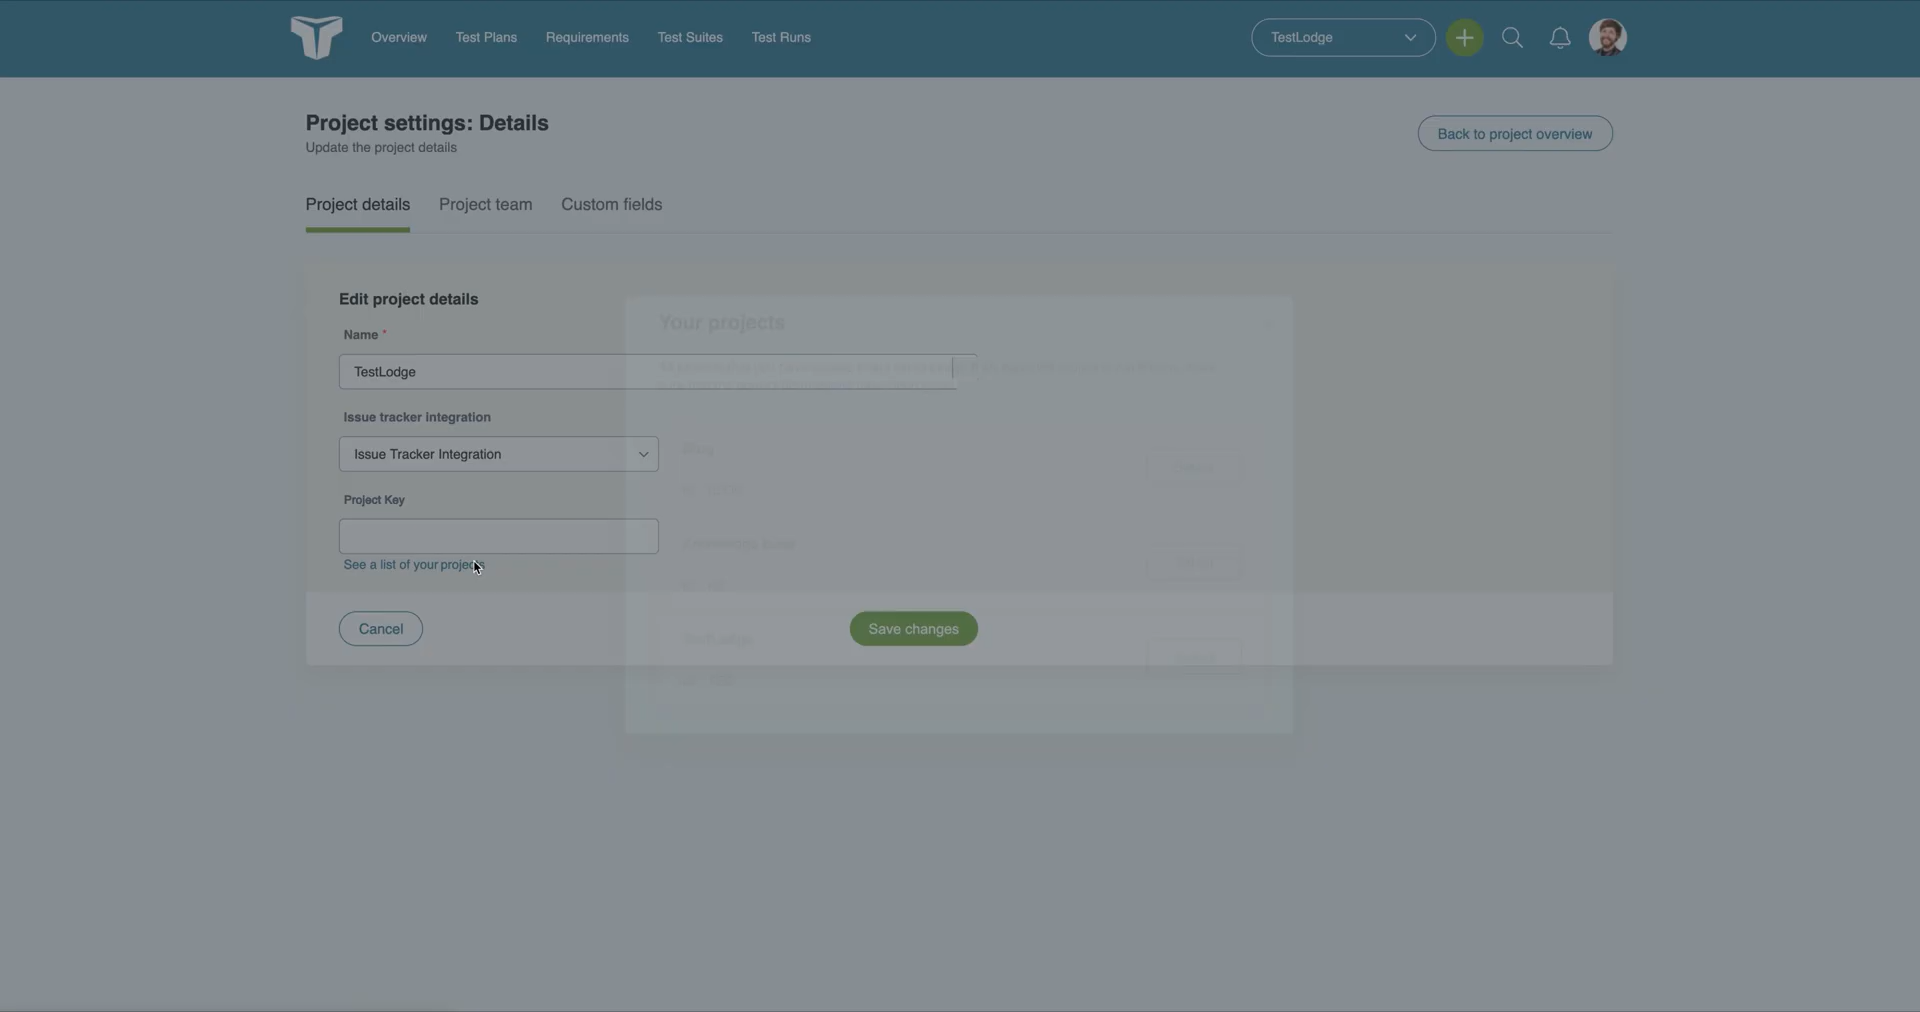 Overview Test Plans Requirements Test Suites Test Runs TestLodge
Project settings: Details
Update the project details
Back to project overview
Project details Project team Custom fields
Edit project details
Your projects
Name *
TestLodge
Issue tracker integration
Issue Tracker Integration
Project Key
See a list of your projects
Cancel
Save changes